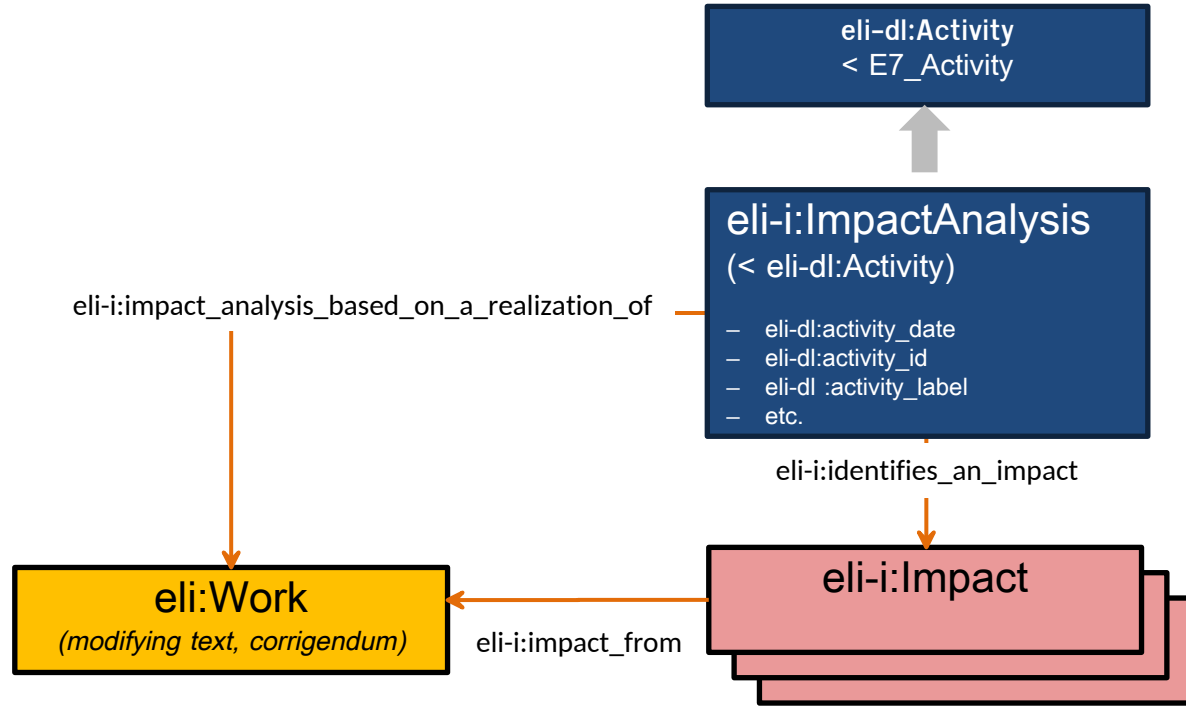 eli-dl:Activity
< E7_Activity
eli-i:ImpactAnalysis
(< eli-dl:Activity)
– eli-dl:activity_date
– eli-dl:activity_id
– eli-dl :activity_label
– etc.
eli-i:impact_analysis_based_on_a_realization_of
eli-i:identifies_an_impact
eli-i:Impact
eli:Work
(modifying text, corrigendum)
eli-i:impact_from